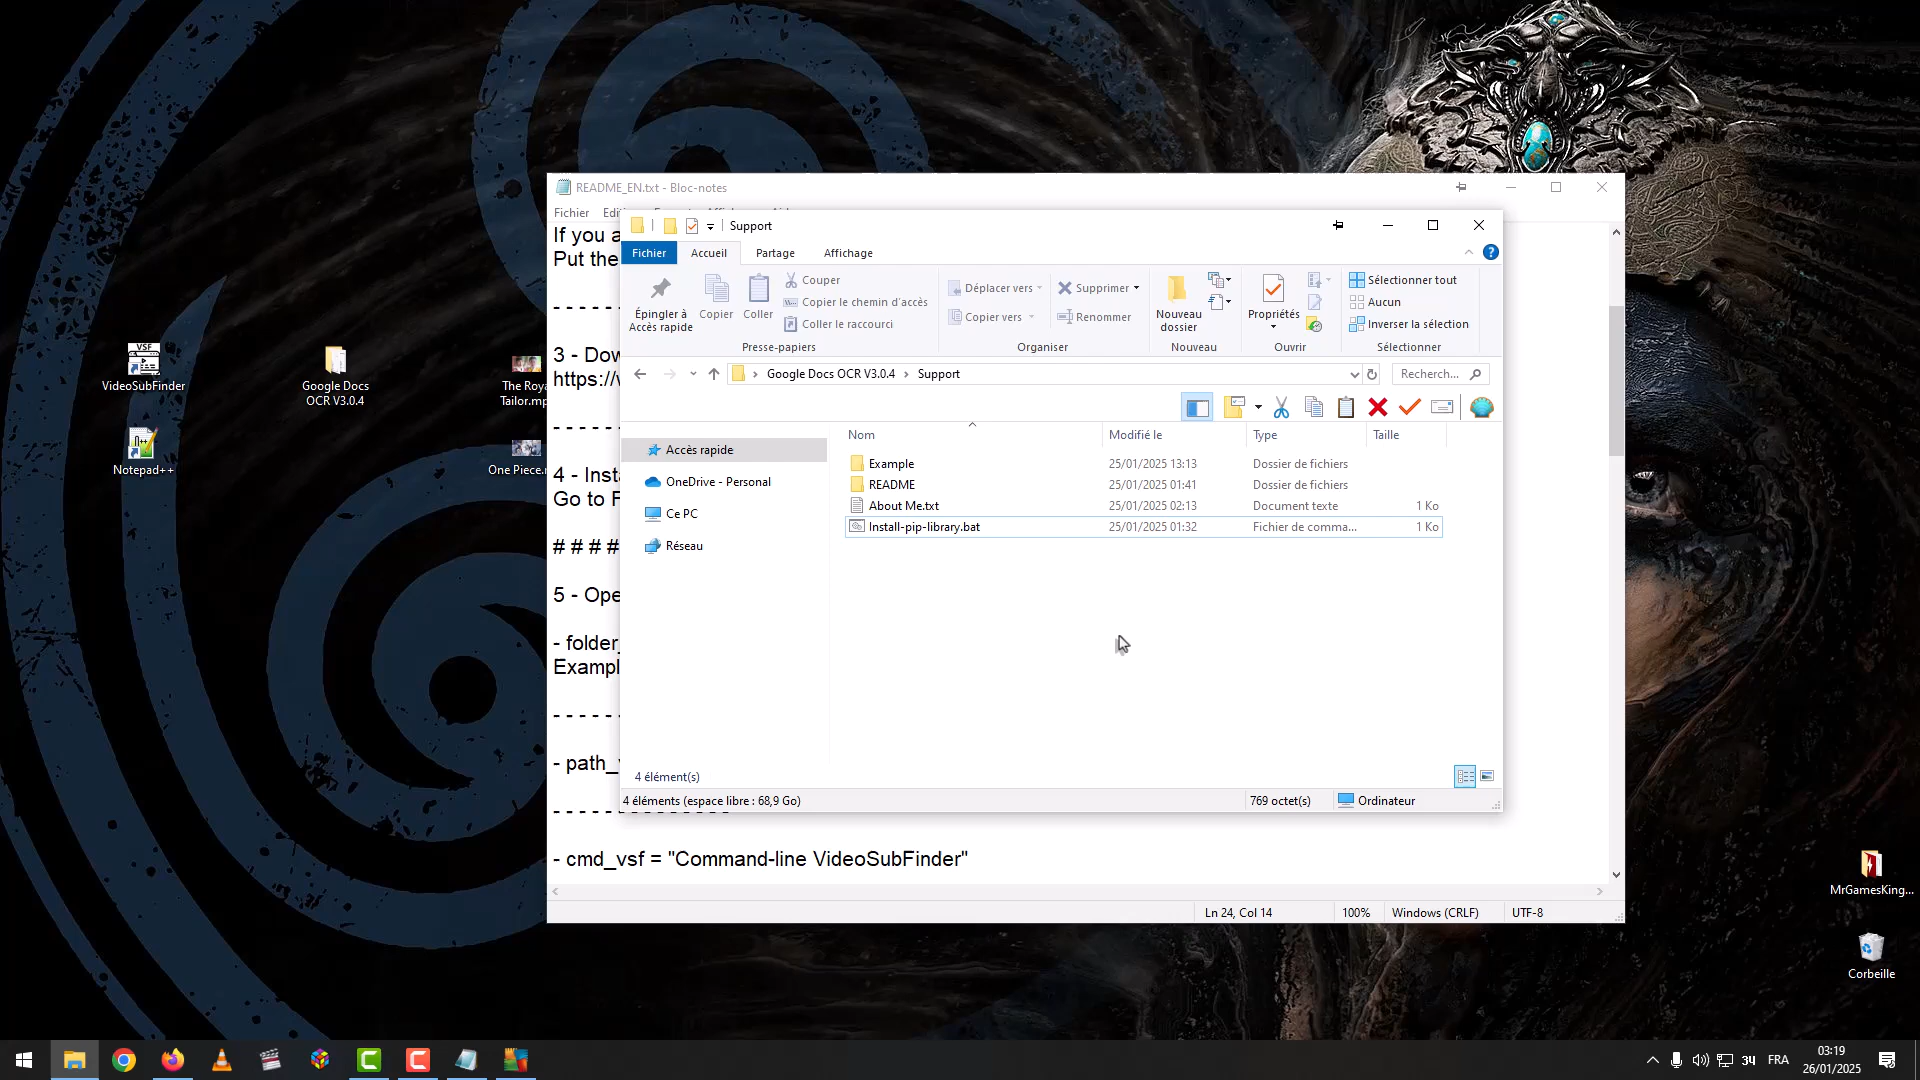 README_EN.txt - Bloc-notes
Fichier
Support
Fichier Accueil Partage Affichage
Épingler à
Accès rapide
Copier
Coller
Couper
Copier le chemin d'accès
Coller le raccourci
Presse-papiers
Déplacer vers
Copier vers
Supprimer
Renommer
Organiser
Nouveau
dossier
Nouveau
Propriétés
Ouvrir
Sélectionner tout
Aucun
Inverser la sélection
Sélectionner
Google Docs OCR V3.0.4 > Support
Recherch...
Nom Modifié le Type Taille
Example 25/01/2025 13:13 Dossier de fichiers
README 25/01/2025 01:41 Dossier de fichiers
About Me.txt 25/01/2025 02:13 Document texte 1 Ko
Install-pip-library.bat 25/01/2025 01:32 Fichier de comma... 1 Ko
Accès rapide
OneDrive - Personal
Ce PC
Réseau
4 élément(s)
4 éléments (espace libre : 68,9 Go) 769 octet(s) Ordinateur
If you a
Put the
- - - - - -
3 - Dow
https://
- - - - - -
4 - Inst
Go to F
# # # #
5 - Ope
- folder_
Exampl
- - - - - -
- path_
- - - - - - - - - - - - - - -
- cmd_vsf = "Command-line VideoSubFinder"
Ln 24, Col 14 100% Windows (CRLF) UTF-8
VSF
VideoSubFinder
Notepad++
Google Docs
OCR V3.0.4
The Roya
Tailor.mp
One Piece.
MrGamesKing...
Corbeille
FRA
03:19
26/01/2025